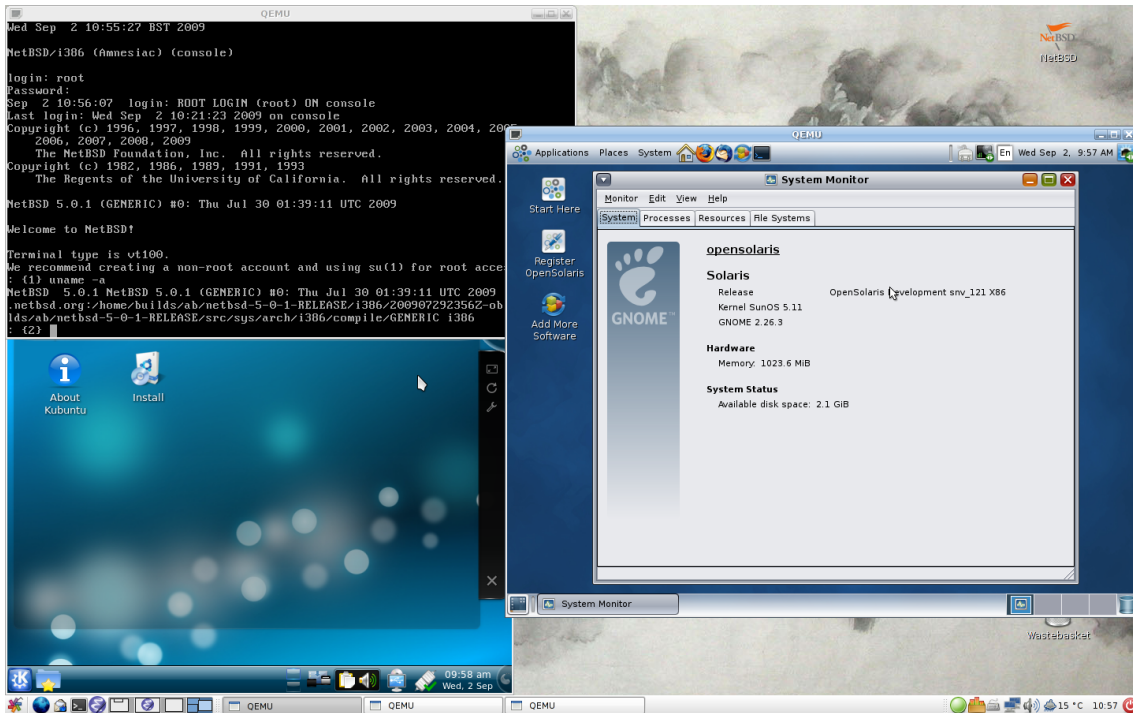 QEMU
Wed Sep  2 10:55:27 BST 2009
NetBSD/i386 (Amnesiac) (console)
login: root
Password:
Sep  2 10:56:07  login: ROOT LOGIN (root) ON console
Last login: Wed Sep  2 10:21:23 2009 on console
Copyright (c) 1996, 1997, 1998, 1999, 2000, 2001, 2002, 2003, 2004, 2005
2006, 2007, 2008, 2009
The NetBSD Foundation, Inc.  All rights reserved.
Copyright (c) 1982, 1986, 1989, 1991, 1993
The Regents of the University of California.  All rights reserved.
NetBSD 5.0.1 (GENERIC) #0: Thu Jul 30 01:39:11 UTC 2009
Welcome to NetBSD!
Terminal type is vt100.
We recommend creating a non-root account and using su(1) for root acce
: {1} uname -a
NetBSD  5.0.1 NetBSD 5.0.1 (GENERIC) #0: Thu Jul 30 01:39:11 UTC 2009
.netbsd.org:/home/builds/ab/netbsd-5-0-1-RELEASE/i386/200907292356Z-ob
lds/ab/netbsd-5-0-1-RELEASE/src/sys/arch/i386/compile/GENERIC i386
: {2}
NetBSD
NetBSD
QEMU
Applications Places System
En Wed Sep 2, 9:57 AM
Start Here
Register
OpenSolaris
Add More
Software
System Monitor
Monitor Edit View Help
System Processes Resources File Systems
GNOME™
opensolaris
Solaris
Release OpenSolaris Development snv_121 X86
Kernel SunOS 5.11
GNOME 2.26.3
Hardware
Memory: 1023.6 MiB
System Status
Available disk space: 2.1 GiB
System Monitor
About
Kubuntu
Install
09:58 am
Wed, 2 Sep
Wastebasket
QEMU
QEMU
QEMU
15 °C
10:57